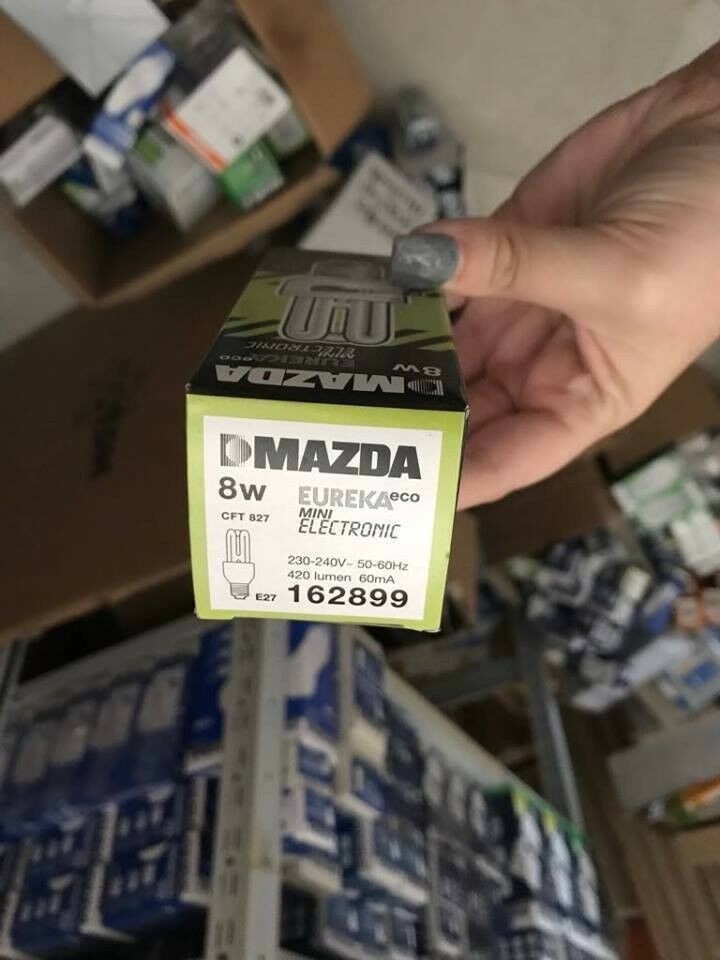 MINI
ELECTRONIC
EUREKAeco
8W
MAZDA
MAZDA
8W
EUREKAeco
CFT 827
MINI
ELECTRONIC
230-240V~ 50-60Hz
420 lumen 60mA
E27
162899